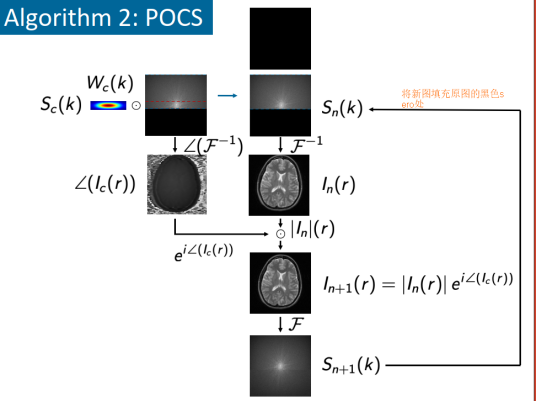 Algorithm 2: POCS
W_c(k)
S_c(k) ⊙
将新图填充原图的黑色s
ero处
S_n(k)
∠(F⁻¹)
F⁻¹
∠(I_c(r))
I_n(r)
⊙ |I_n|(r)
e^{i∠(I_c(r))}
I_{n+1}(r) = |I_n(r)| e^{i∠(I_c(r))}
F
S_{n+1}(k)